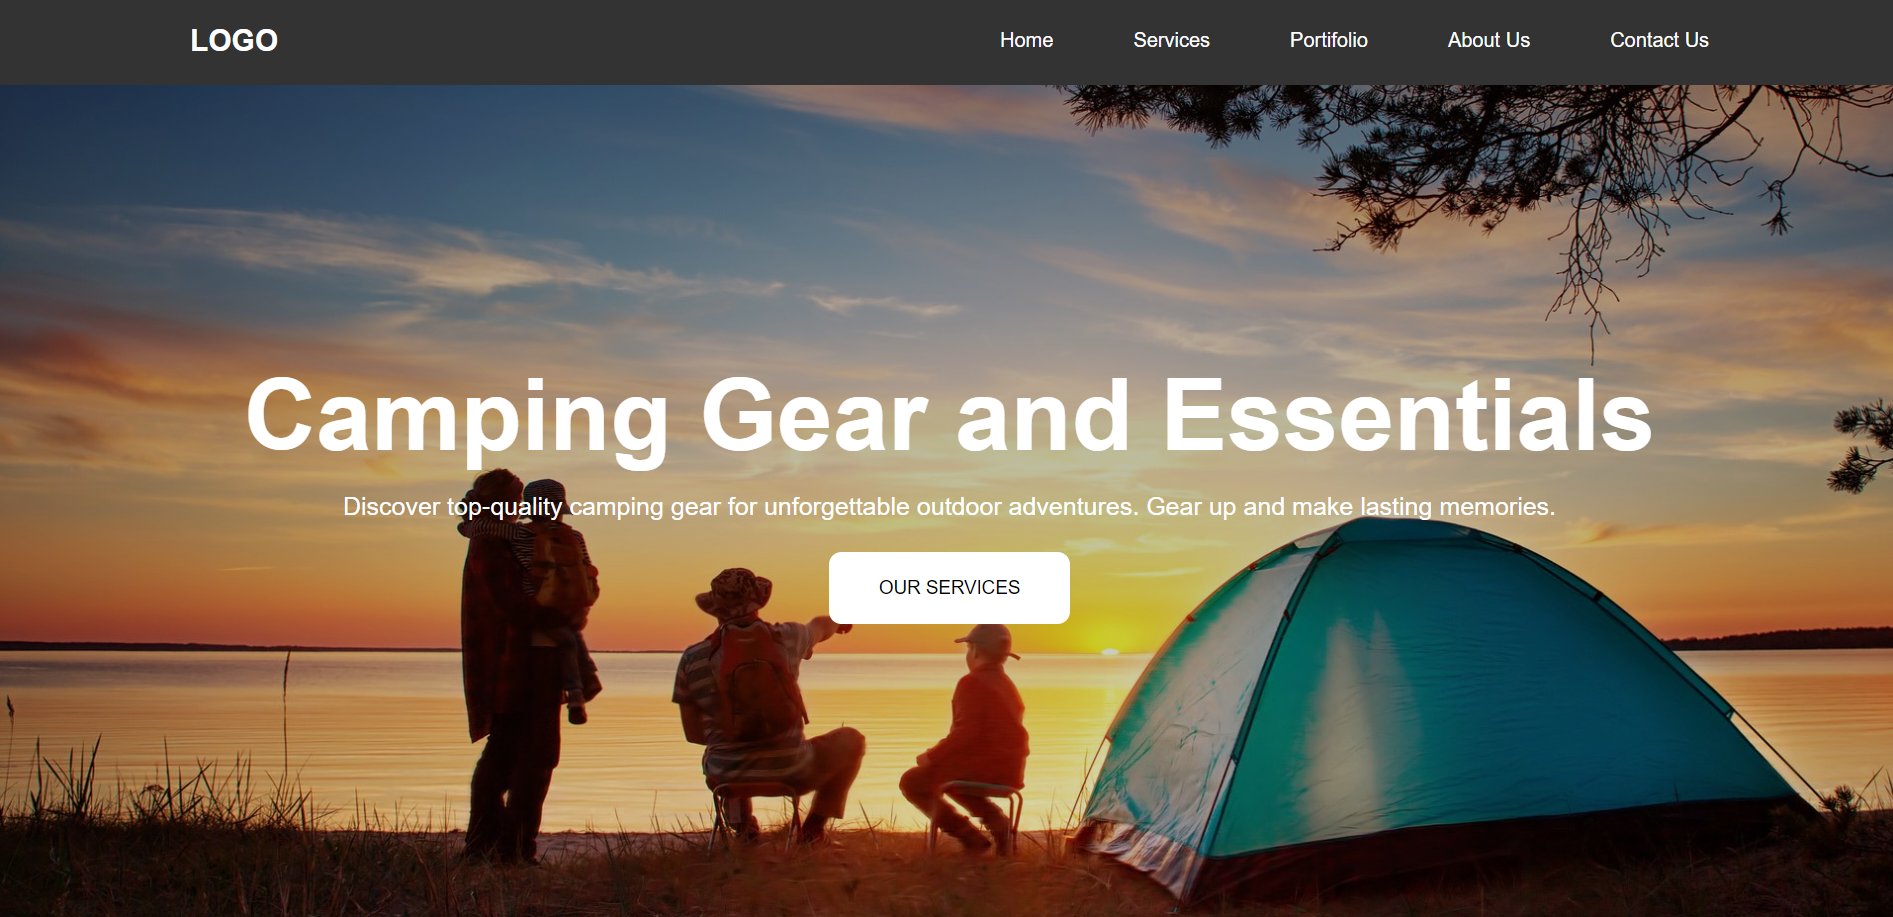 LOGO
Home Services Portifolio About Us Contact Us
Camping Gear and Essentials
Discover top-quality camping gear for unforgettable outdoor adventures. Gear up and make lasting memories.
OUR SERVICES